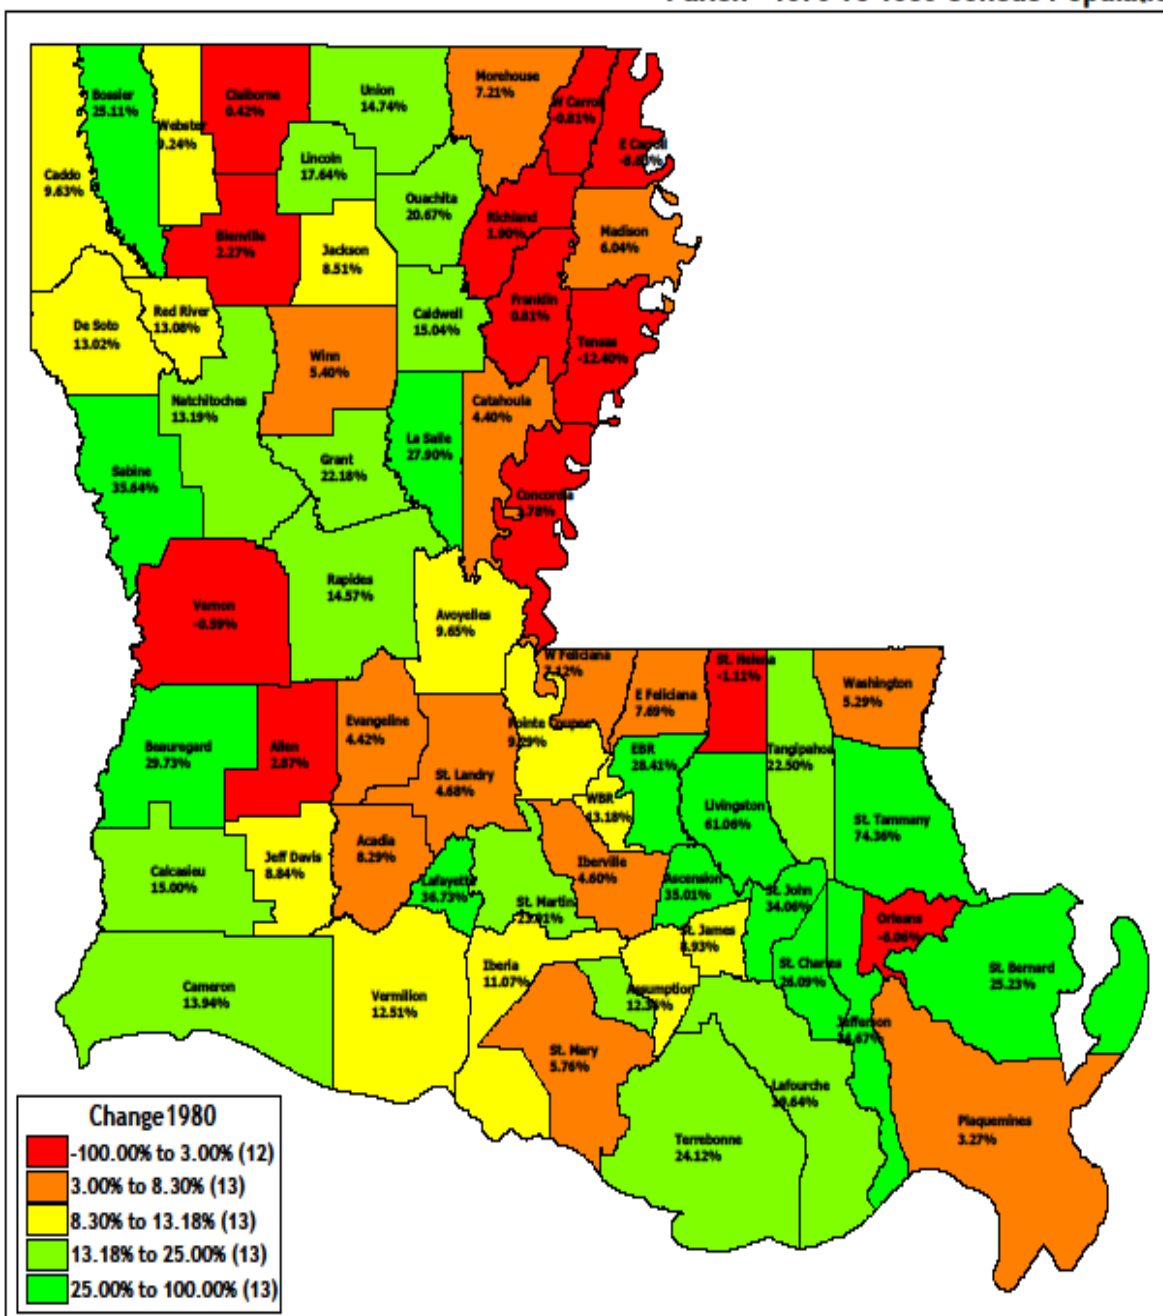 Morehouse
7.21%
Union
14.74%
Claiborne
0.42%
Bossier
25.11%
W Carroll
-0.81%
Webster
9.24%
E Carroll
Lincoln
17.64%
Caddo
9.63%
Ouachita
20.67%
Richland
1.90%
Madison
6.04%
Bienville
2.27%
Jackson
8.51%
Franklin
0.81%
Red River
13.08%
Caldwell
15.04%
De Soto
13.02%
Tensas
-12.40%
Winn
5.40%
Natchitoches
13.19%
Catahoula
4.40%
La Salle
27.90%
Grant
22.18%
Sabine
35.64%
Concordia
Rapides
14.57%
Vernon
-0.59%
Avoyelles
9.65%
W Feliciana
7.12%
St. Helena
-1.11%
E Feliciana
7.69%
Washington
5.29%
Evangeline
4.42%
Pointe Coupee
9.29%
Beauregard
29.73%
Allen
2.87%
EBR
28.41%
Tangipahoa
22.50%
St. Landry
4.68%
WBR
13.18%
Livingston
61.06%
St. Tammany
74.36%
Acadia
8.29%
Jeff Davis
8.84%
Iberville
4.60%
Calcasieu
15.00%
Lafayette
36.73%
Ascension
35.01%
St. John
34.06%
St. Martin
Orleans
-6.06%
St. James
8.93%
Iberia
11.07%
St. Charles
26.09%
St. Bernard
25.23%
Cameron
13.94%
Vermilion
12.51%
Assumption
Jefferson
St. Mary
5.76%
Lafourche
Plaquemines
3.27%
Terrebonne
24.12%
Change1980
-100.00% to 3.00% (12)
3.00% to 8.30% (13)
8.30% to 13.18% (13)
13.18% to 25.00% (13)
25.00% to 100.00% (13)